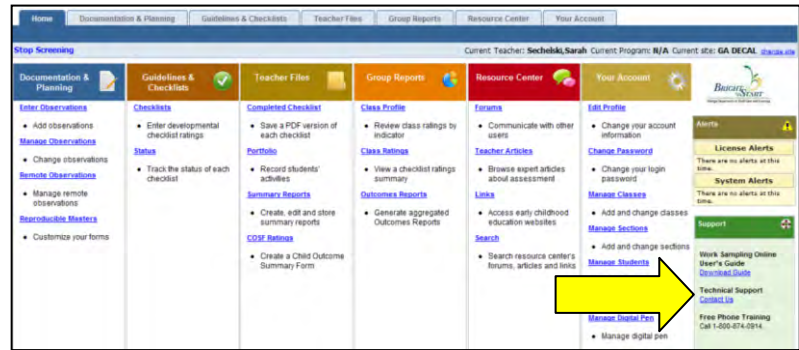 Home
Documentation & Planning
Guidelines & Checklists
Teacher Files
Group Reports
Resource Center
Your Account
Stop Screening
Current Teacher: Sechelski,Sarah Current Program: N/A Current site: GA DECAL change site
Documentation &
Planning
Enter Observations
• Add observations
Manage Observations
• Change observations
Remote Observations
• Manage remote
observations
Reproducible Masters
• Customize your forms
Guidelines &
Checklists
Checklists
• Enter developmental
checklist ratings
Status
• Track the status of each
checklist
Teacher Files
Completed Checklist
• Save a PDF version of
each checklist
Portfolio
• Record students'
activities
Summary Reports
• Create, edit and store
summary reports
COSF Ratings
• Create a Child Outcome
Summary Form
Group Reports
Class Profile
• Review class ratings by
indicator
Class Ratings
• View a checklist ratings
summary
Outcomes Reports
• Generate aggregated
Outcomes Reports
Resource Center
Forums
• Communicate with other
users
Teacher Articles
• Browse expert articles
about assessment
Links
• Access early childhood
education websites
Search
• Search resource center's
forums, articles and links
Your Account
Edit Profile
• Change your account
information
Change Password
• Change your login
password
Manage Classes
• Add and change classes
Manage Sections
• Add and change sections
Manage Students
Manage Digital Pen
• Manage digital pen
BRIGHT
START
Alerts
License Alerts
There are no alerts at this
time.
System Alerts
There are no alerts at this
time.
Support
Work Sampling Online
User's Guide
Download Guide
Technical Support
Contact Us
Free Phone Training
Call 1-800-874-0914.